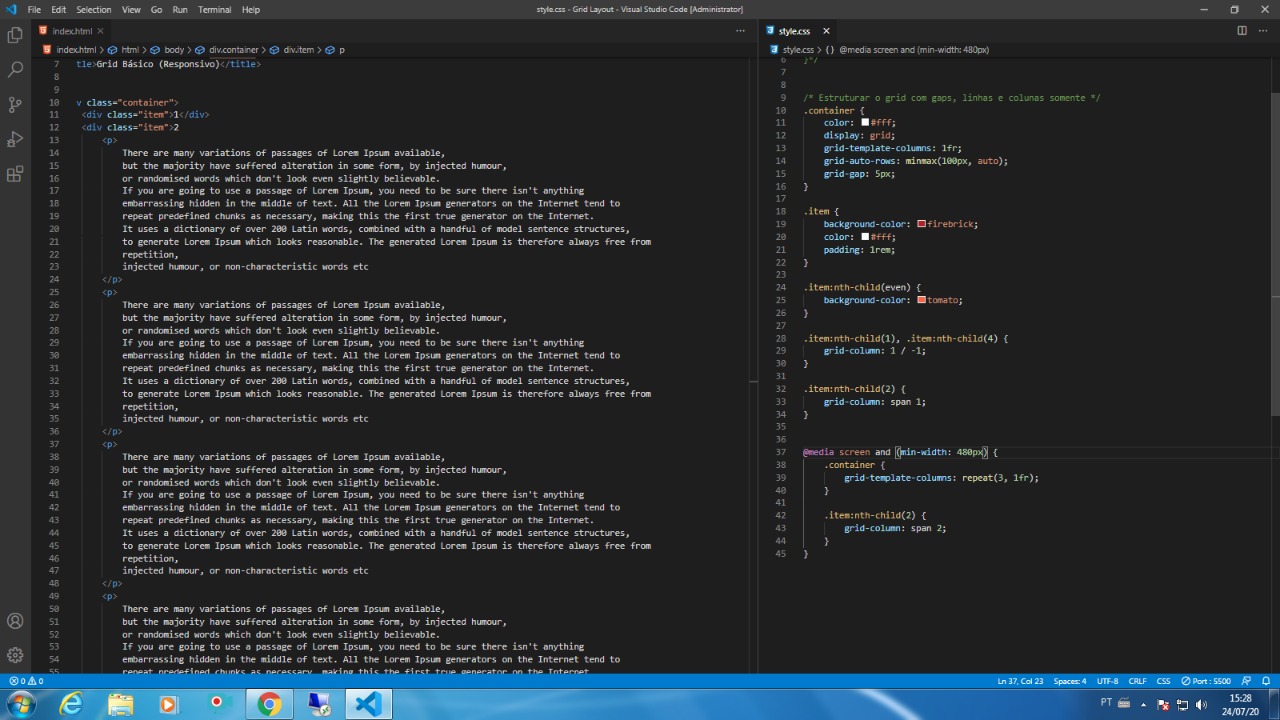 File Edit Selection View Go Run Terminal Help
style.css - Grid Layout - Visual Studio Code [Administrator]
index.html
index.html > html > body > div.container > div.item > p
7 tle>Grid Básico (Responsivo)</title>
8
9
10 v class="container">
11 <div class="item">1</div>
12 <div class="item">2
13 <p>
14 There are many variations of passages of Lorem Ipsum available,
15 but the majority have suffered alteration in some form, by injected humour,
16 or randomised words which don't look even slightly believable.
17 If you are going to use a passage of Lorem Ipsum, you need to be sure there isn't anything
18 embarrassing hidden in the middle of text. All the Lorem Ipsum generators on the Internet tend to
19 repeat predefined chunks as necessary, making this the first true generator on the Internet.
20 It uses a dictionary of over 200 Latin words, combined with a handful of model sentence structures,
21 to generate Lorem Ipsum which looks reasonable. The generated Lorem Ipsum is therefore always free from
22 repetition,
23 injected humour, or non-characteristic words etc
24 </p>
25 <p>
26 There are many variations of passages of Lorem Ipsum available,
27 but the majority have suffered alteration in some form, by injected humour,
28 or randomised words which don't look even slightly believable.
29 If you are going to use a passage of Lorem Ipsum, you need to be sure there isn't anything
30 embarrassing hidden in the middle of text. All the Lorem Ipsum generators on the Internet tend to
31 repeat predefined chunks as necessary, making this the first true generator on the Internet.
32 It uses a dictionary of over 200 Latin words, combined with a handful of model sentence structures,
33 to generate Lorem Ipsum which looks reasonable. The generated Lorem Ipsum is therefore always free from
34 repetition,
35 injected humour, or non-characteristic words etc
36 </p>
37 <p>
38 There are many variations of passages of Lorem Ipsum available,
39 but the majority have suffered alteration in some form, by injected humour,
40 or randomised words which don't look even slightly believable.
41 If you are going to use a passage of Lorem Ipsum, you need to be sure there isn't anything
42 embarrassing hidden in the middle of text. All the Lorem Ipsum generators on the Internet tend to
43 repeat predefined chunks as necessary, making this the first true generator on the Internet.
44 It uses a dictionary of over 200 Latin words, combined with a handful of model sentence structures,
45 to generate Lorem Ipsum which looks reasonable. The generated Lorem Ipsum is therefore always free from
46 repetition,
47 injected humour, or non-characteristic words etc
48 </p>
49 <p>
50 There are many variations of passages of Lorem Ipsum available,
51 but the majority have suffered alteration in some form, by injected humour,
52 or randomised words which don't look even slightly believable.
53 If you are going to use a passage of Lorem Ipsum, you need to be sure there isn't anything
54 embarrassing hidden in the middle of text. All the Lorem Ipsum generators on the Internet tend to
55 repeat predefined chunks as necessary, making this the first true generator on the Internet
style.css
style.css > { } @media screen and (min-width: 480px)
6 }*/
7
8
9 /* Estruturar o grid com gaps, linhas e colunas somente */
10 .container {
11 color: #fff;
12 display: grid;
13 grid-template-columns: 1fr;
14 grid-auto-rows: minmax(100px, auto);
15 grid-gap: 5px;
16 }
17
18 .item {
19 background-color: firebrick;
20 color: #fff;
21 padding: 1rem;
22 }
23
24 .item:nth-child(even) {
25 background-color: tomato;
26 }
27
28 .item:nth-child(1), .item:nth-child(4) {
29 grid-column: 1 / -1;
30 }
31
32 .item:nth-child(2) {
33 grid-column: span 1;
34 }
35
36
37 @media screen and (min-width: 480px) {
38 .container {
39 grid-template-columns: repeat(3, 1fr);
40 }
41
42 .item:nth-child(2) {
43 grid-column: span 2;
44 }
45 }
0 0
Ln 37, Col 23 Spaces: 4 UTF-8 CRLF CSS Port : 5500
PT
15:28
24/07/20